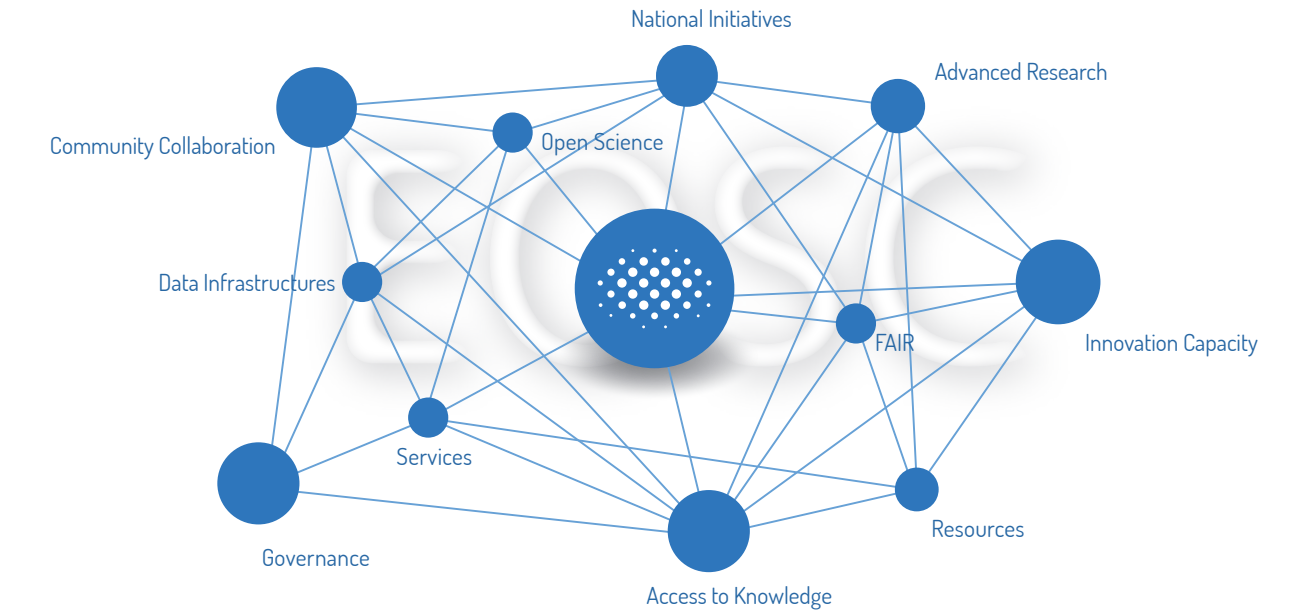 National Initiatives
Advanced Research
Community Collaboration
Open Science
EOSC
Data Infrastructures
FAIR
Innovation Capacity
Services
Resources
Governance
Access to Knowledge